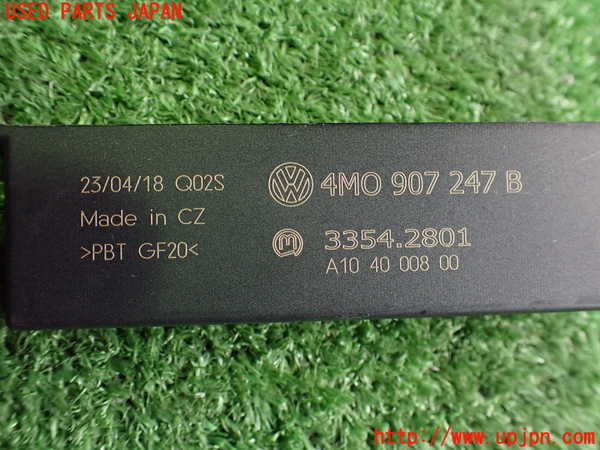 USED PARTS JAPAN
23/04/18 Q02S
Made in CZ
>PBT GF20<
4M0 907 247 B
3354.2801
A10 40 008 00
http://www.upjpn.com